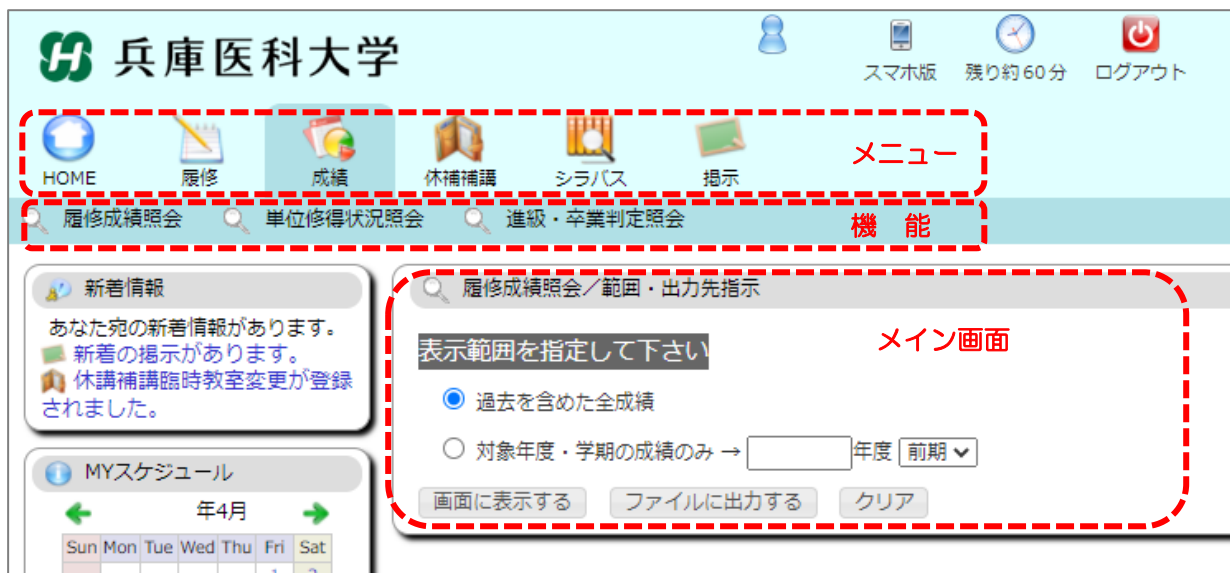 兵庫医科大学
スマホ版 残り約60分 ログアウト
HOME 履修 成績 休補補講 シラバス 掲示 メニュー
履修成績照会 単位修得状況照会 進級・卒業判定照会 機 能
新着情報
あなた宛の新着情報があります。
新着の掲示があります。
休講補講臨時教室変更が登録
されました。
MYスケジュール
年4月
Sun Mon Tue Wed Thu Fri Sat
履修成績照会／範囲・出力先指示
メイン画面
表示範囲を指定して下さい
過去を含めた全成績
対象年度・学期の成績のみ → 年度 前期
画面に表示する ファイルに出力する クリア